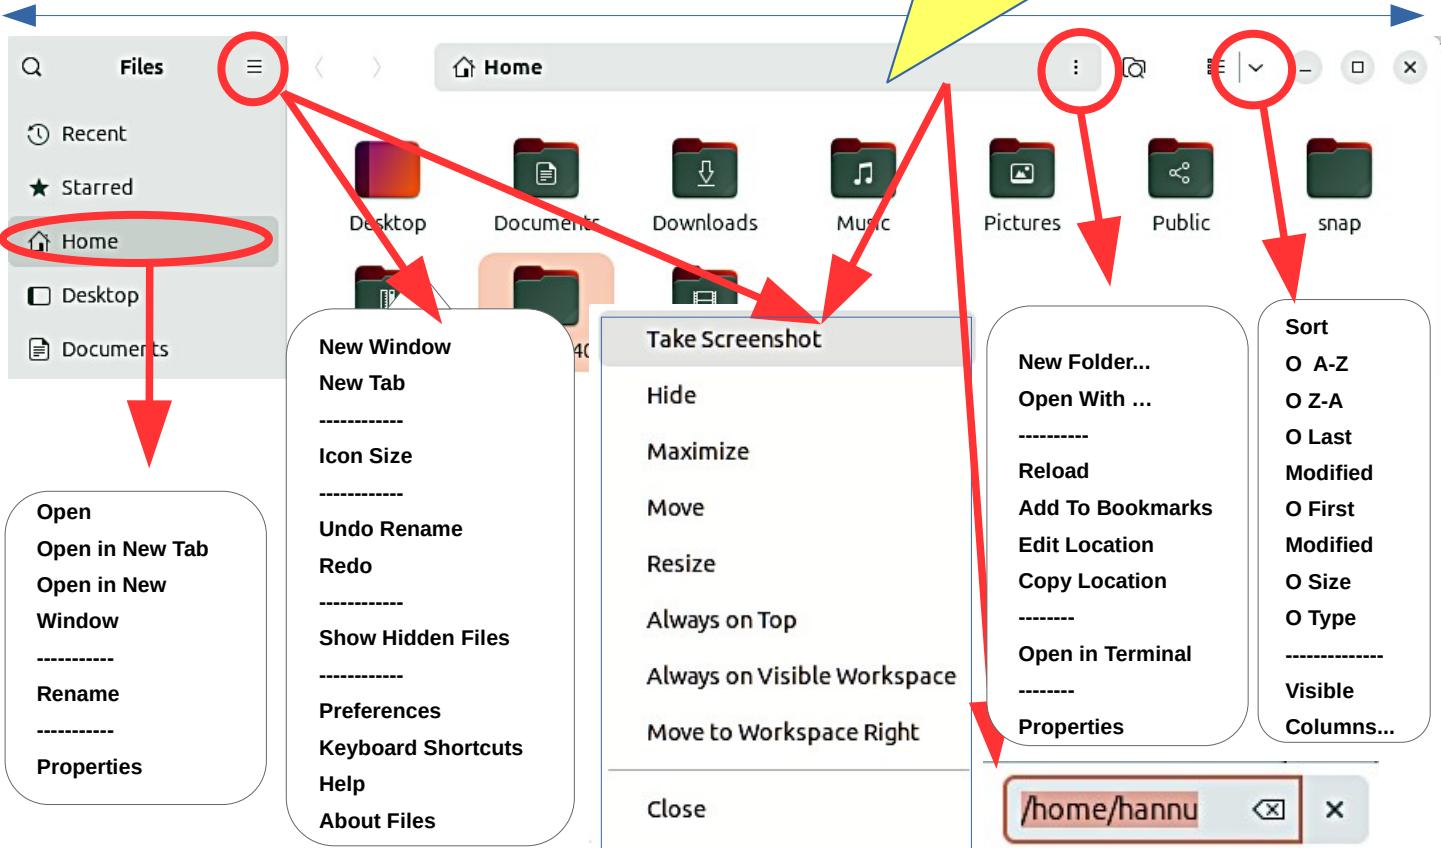 Files
Home
Recent
Starred
Home
Desktop
Documents
Desktop
Documents
Downloads
Music
Pictures
Public
snap
40
Open
Open in New Tab
Open in New
Window
-----------
Rename
-----------
Properties
New Window
New Tab
------------
Icon Size
------------
Undo Rename
Redo
------------
Show Hidden Files
------------
Preferences
Keyboard Shortcuts
Help
About Files
Take Screenshot
Hide
Maximize
Move
Resize
Always on Top
Always on Visible Workspace
Move to Workspace Right
Close
New Folder...
Open With …
----------
Reload
Add To Bookmarks
Edit Location
Copy Location
--------
Open in Terminal
--------
Properties
Sort
O A-Z
O Z-A
O Last
Modified
O First
Modified
O Size
O Type
--------------
Visible
Columns...
/home/hannu